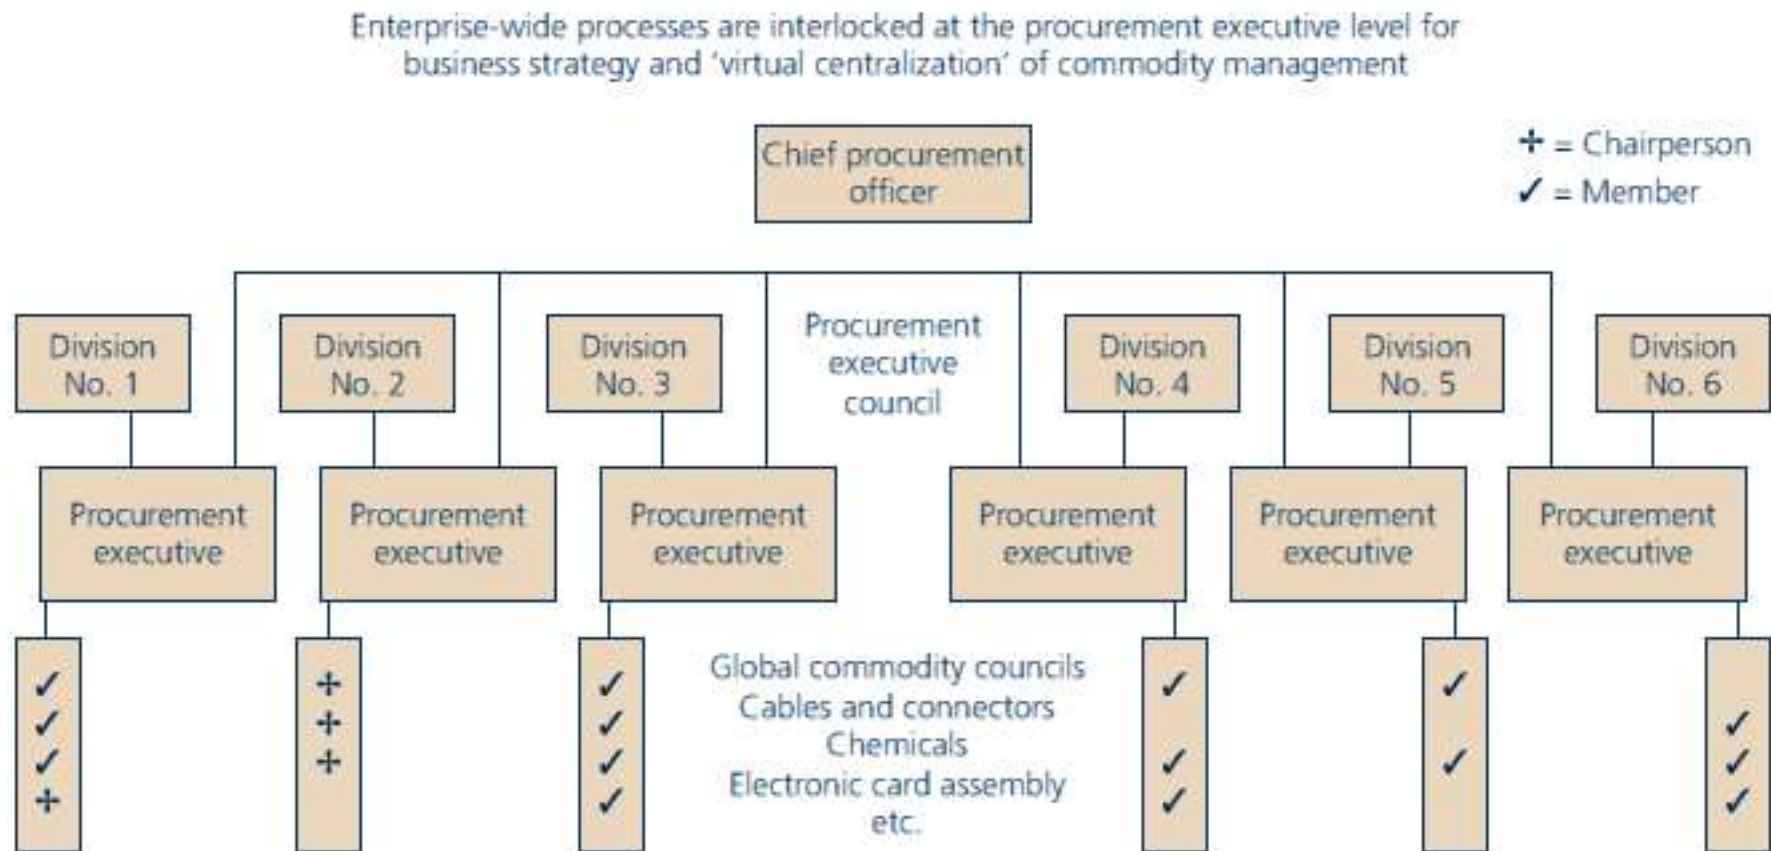 Enterprise-wide processes are interlocked at the procurement executive level for
business strategy and ‘virtual centralization’ of commodity management
Chief procurement
officer
✢ = Chairperson
✓ = Member
Division
No. 1
Division
No. 2
Division
No. 3
Procurement
executive
council
Division
No. 4
Division
No. 5
Division
No. 6
Procurement
executive
Procurement
executive
Procurement
executive
Procurement
executive
Procurement
executive
Procurement
executive
Global commodity councils
Cables and connectors
Chemicals
Electronic card assembly
etc.